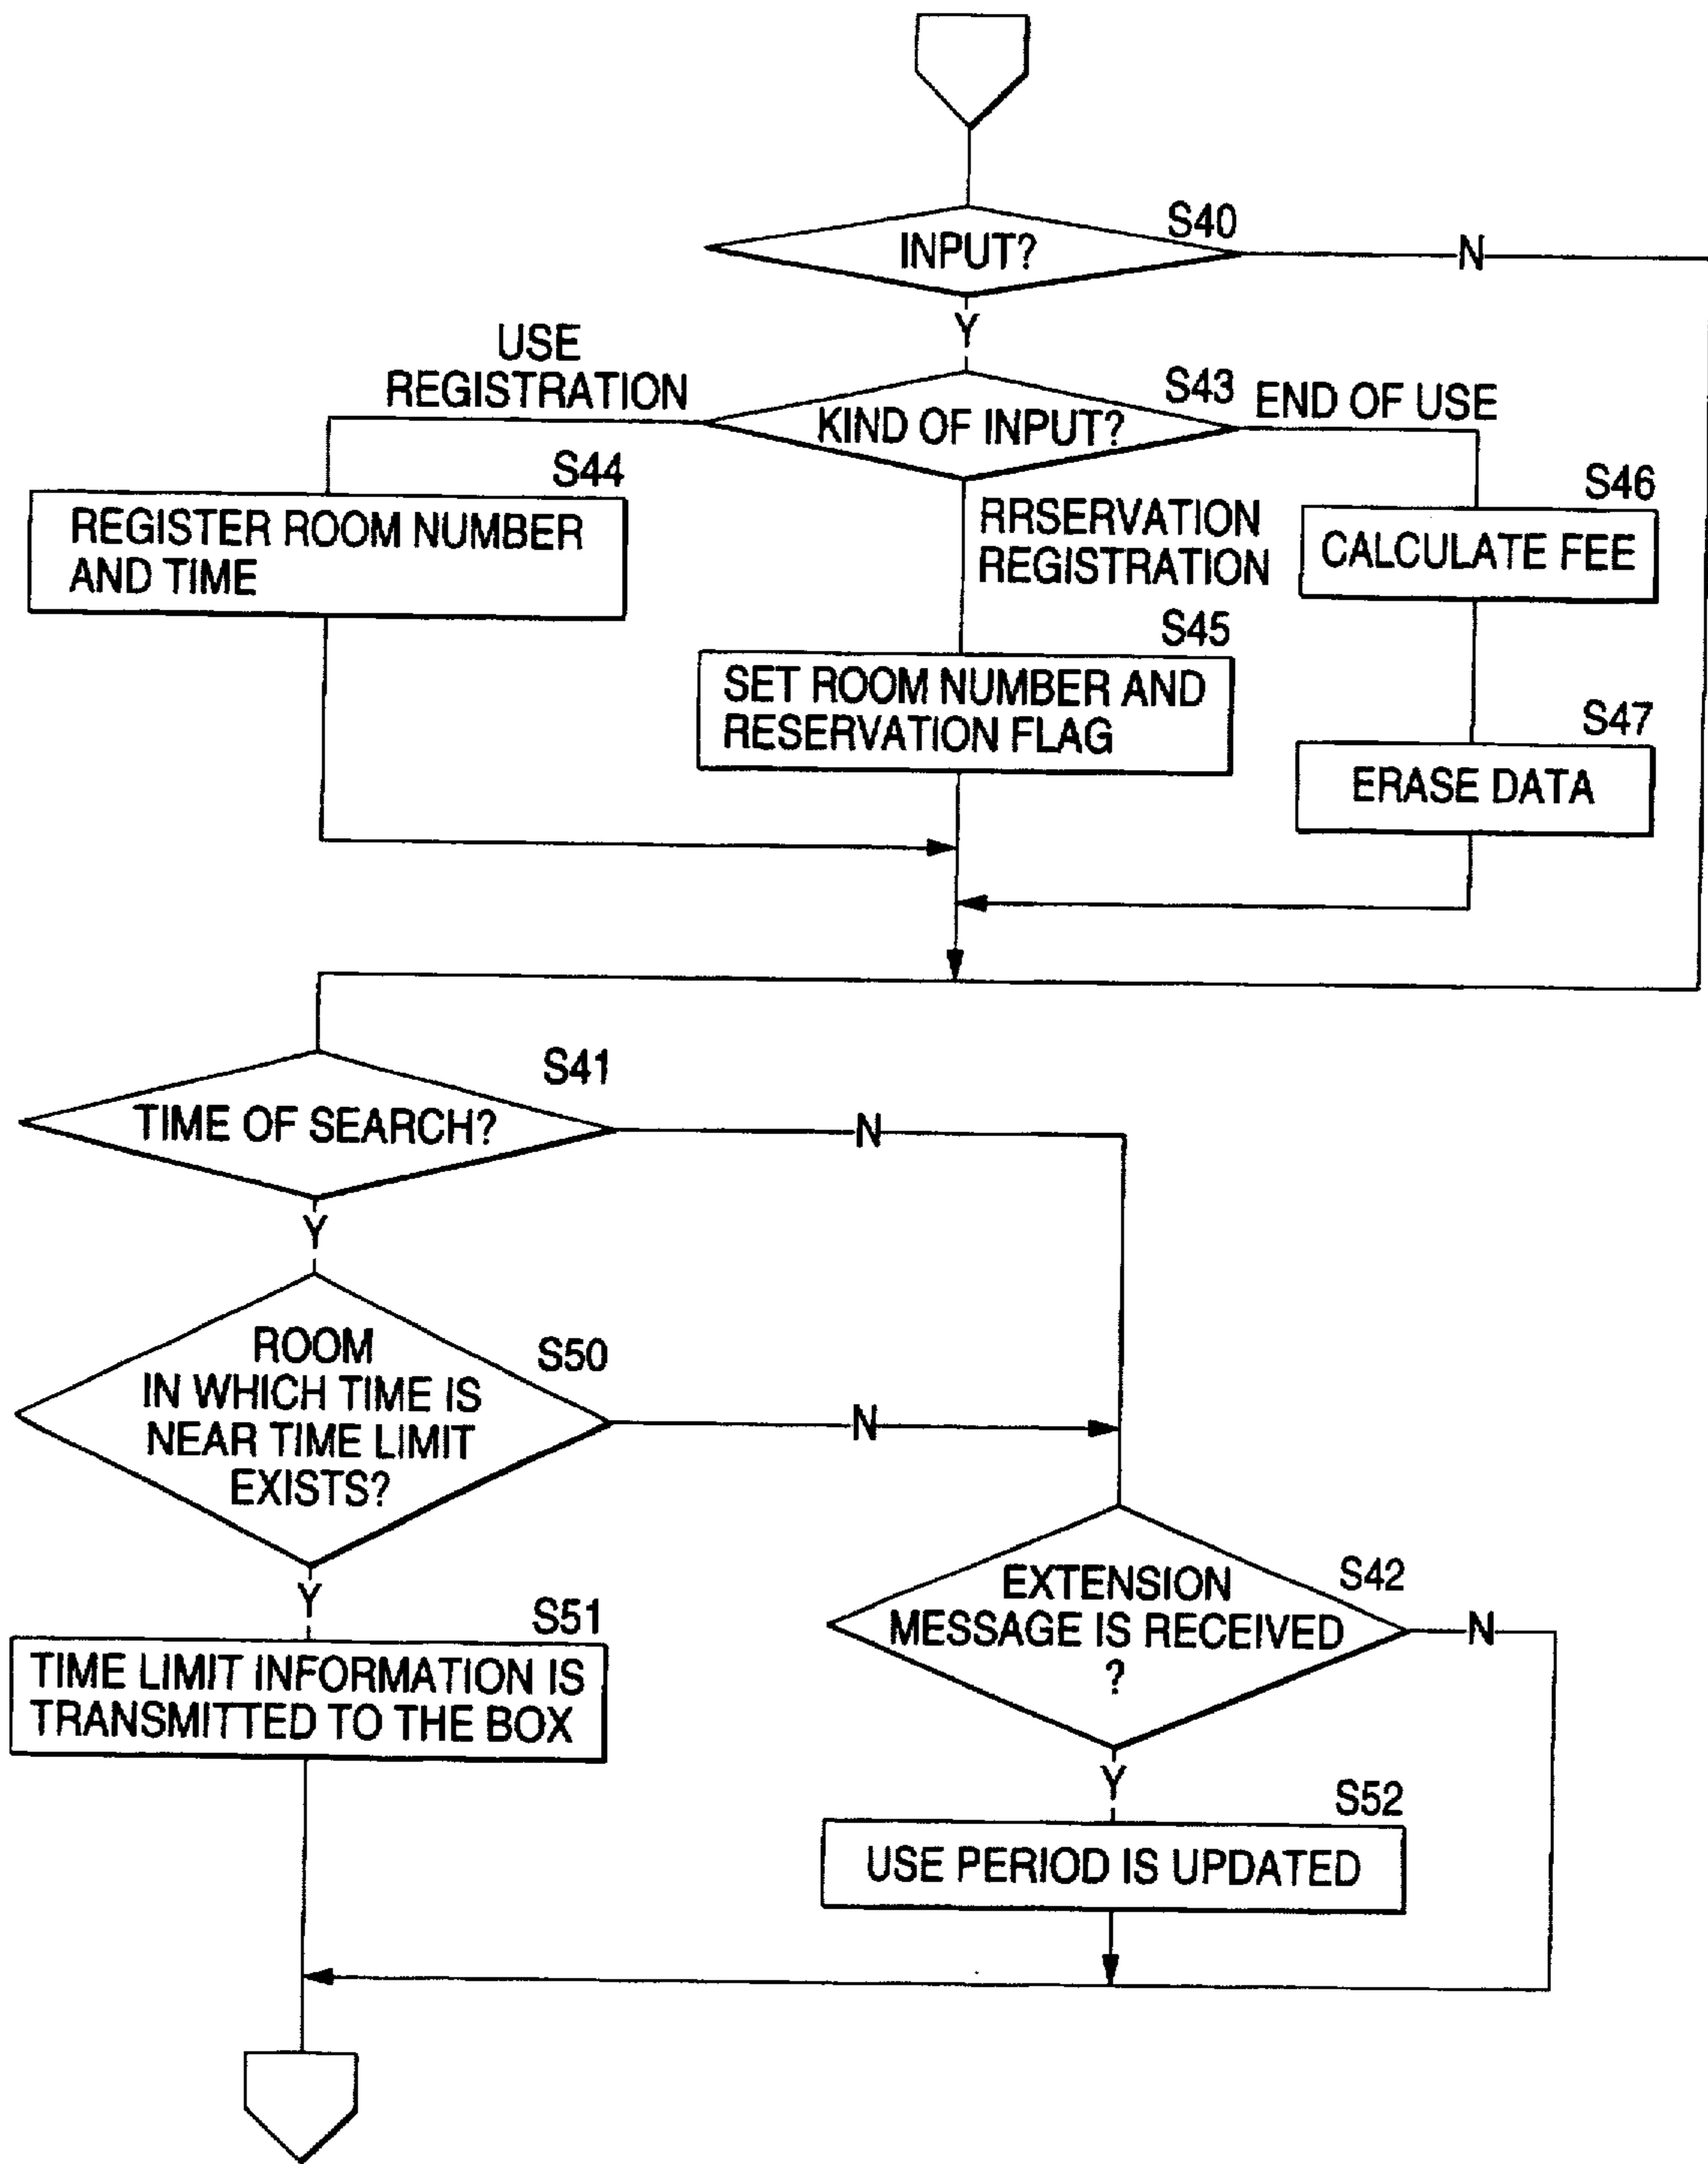 S40
INPUT?
N
Y
USE
REGISTRATION
S43
KIND OF INPUT?
END OF USE
S44
REGISTER ROOM NUMBER
AND TIME
RRSERVATION
REGISTRATION
S46
CALCULATE FEE
S45
SET ROOM NUMBER AND
RESERVATION FLAG
S47
ERASE DATA
S41
TIME OF SEARCH?
N
Y
S50
ROOM
IN WHICH TIME IS
NEAR TIME LIMIT
EXISTS?
N
Y
S51
TIME LIMIT INFORMATION IS
TRANSMITTED TO THE BOX
S42
EXTENSION
MESSAGE IS RECEIVED
?
N
Y
S52
USE PERIOD IS UPDATED